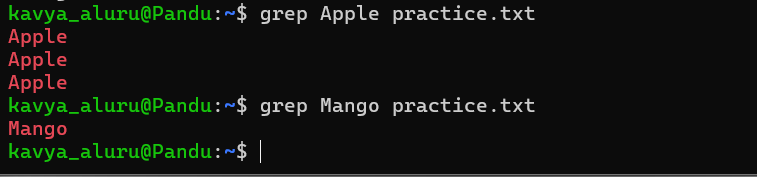 kavya_aluru@Pandu:~$ grep Apple practice.txt
Apple
Apple
Apple
kavya_aluru@Pandu:~$ grep Mango practice.txt
Mango
kavya_aluru@Pandu:~$